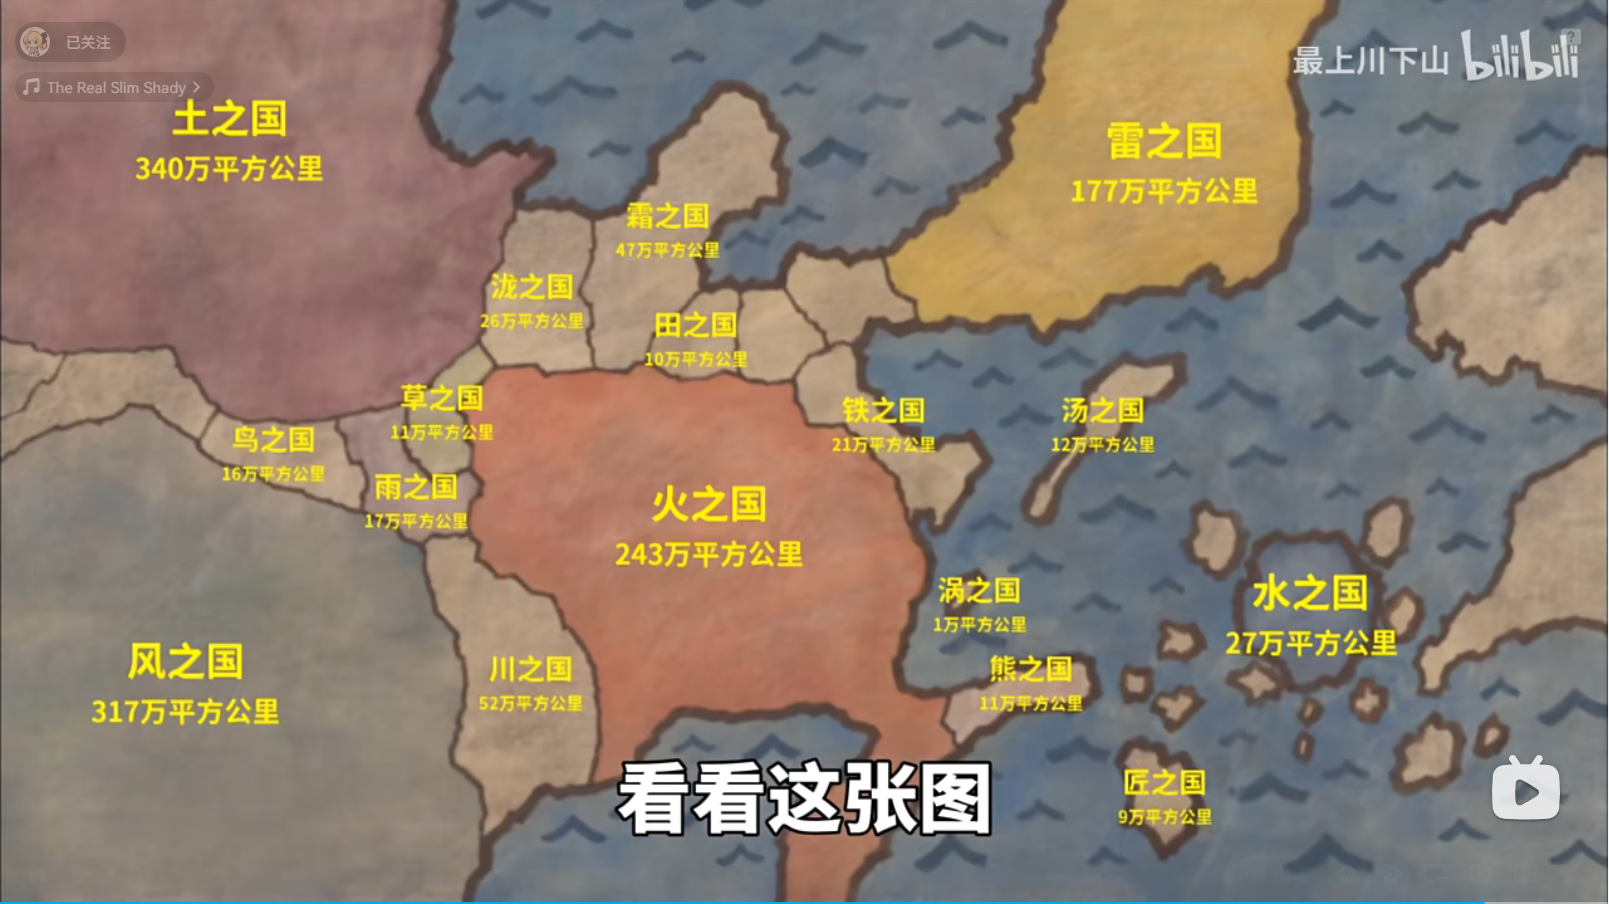 已关注
The Real Slim Shady
最上川下山 bilibili
土之国
340万平方公里
雷之国
177万平方公里
霜之国
47万平方公里
泷之国
26万平方公里
田之国
10万平方公里
草之国
11万平方公里
铁之国
21万平方公里
汤之国
12万平方公里
鸟之国
16万平方公里
雨之国
17万平方公里
火之国
243万平方公里
涡之国
1万平方公里
水之国
27万平方公里
风之国
317万平方公里
川之国
52万平方公里
熊之国
11万平方公里
匠之国
9万平方公里
看看这张图